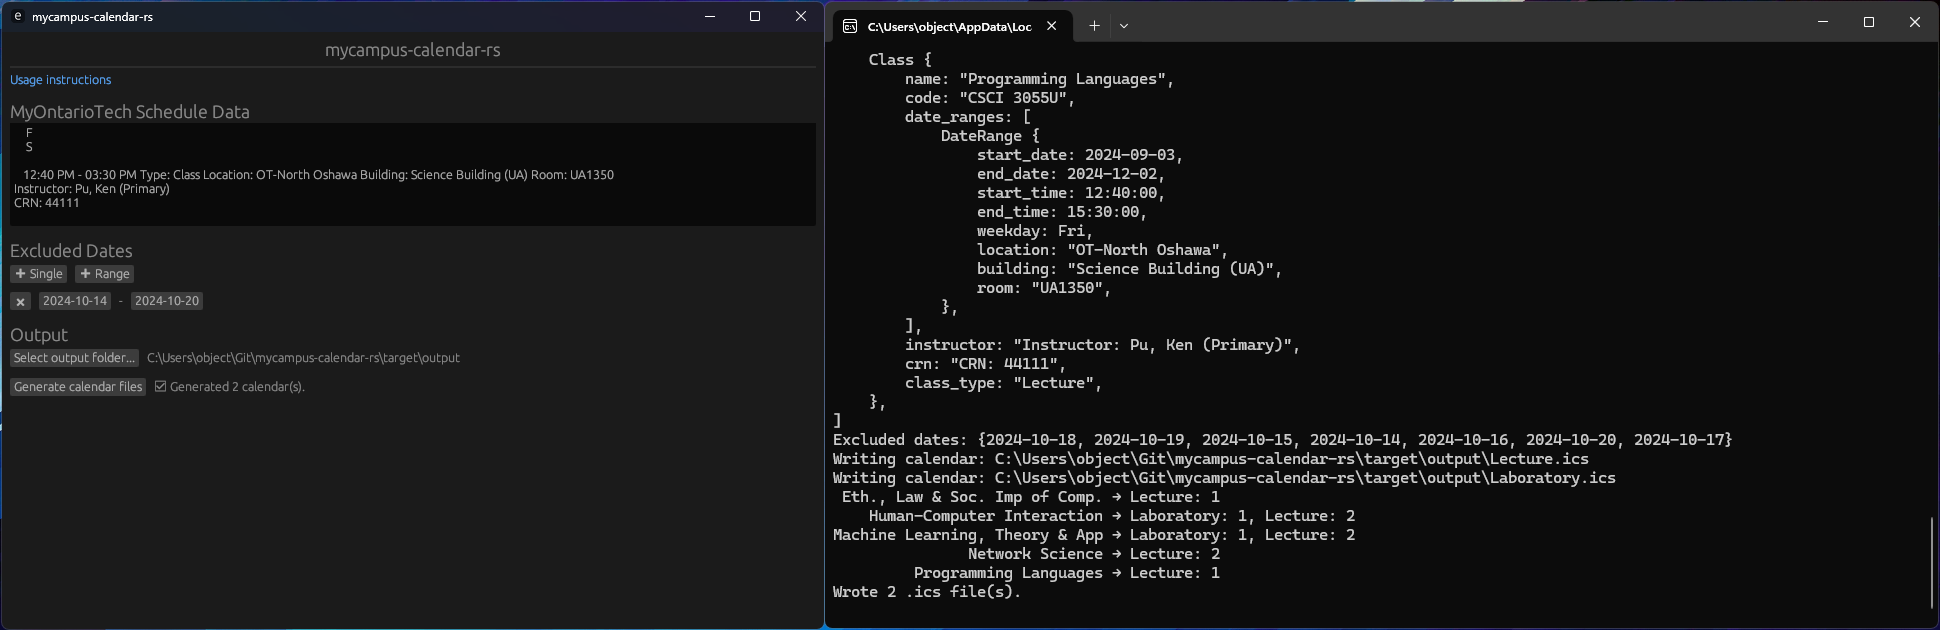 e mycampus-calendar-rs
mycampus-calendar-rs
Usage instructions
MyOntarioTech Schedule Data
F
S
12:40 PM - 03:30 PM Type: Class Location: OT-North Oshawa Building: Science Building (UA) Room: UA1350
Instructor: Pu, Ken (Primary)
CRN: 44111
Excluded Dates
+ Single + Range
× 2024-10-14 - 2024-10-20
Output
Select output folder... C:\Users\object\Git\mycampus-calendar-rs\target\output
Generate calendar files ☑ Generated 2 calendar(s).
C:\Users\object\AppData\Loc
Class {
name: "Programming Languages",
code: "CSCI 3055U",
date_ranges: [
DateRange {
start_date: 2024-09-03,
end_date: 2024-12-02,
start_time: 12:40:00,
end_time: 15:30:00,
weekday: Fri,
location: "OT-North Oshawa",
building: "Science Building (UA)",
room: "UA1350",
},
],
instructor: "Instructor: Pu, Ken (Primary)",
crn: "CRN: 44111",
class_type: "Lecture",
},
]
Excluded dates: {2024-10-18, 2024-10-19, 2024-10-15, 2024-10-14, 2024-10-16, 2024-10-20, 2024-10-17}
Writing calendar: C:\Users\object\Git\mycampus-calendar-rs\target\output\Lecture.ics
Writing calendar: C:\Users\object\Git\mycampus-calendar-rs\target\output\Laboratory.ics
Eth., Law & Soc. Imp of Comp. → Lecture: 1
Human-Computer Interaction → Laboratory: 1, Lecture: 2
Machine Learning, Theory & App → Laboratory: 1, Lecture: 2
Network Science → Lecture: 2
Programming Languages → Lecture: 1
Wrote 2 .ics file(s).